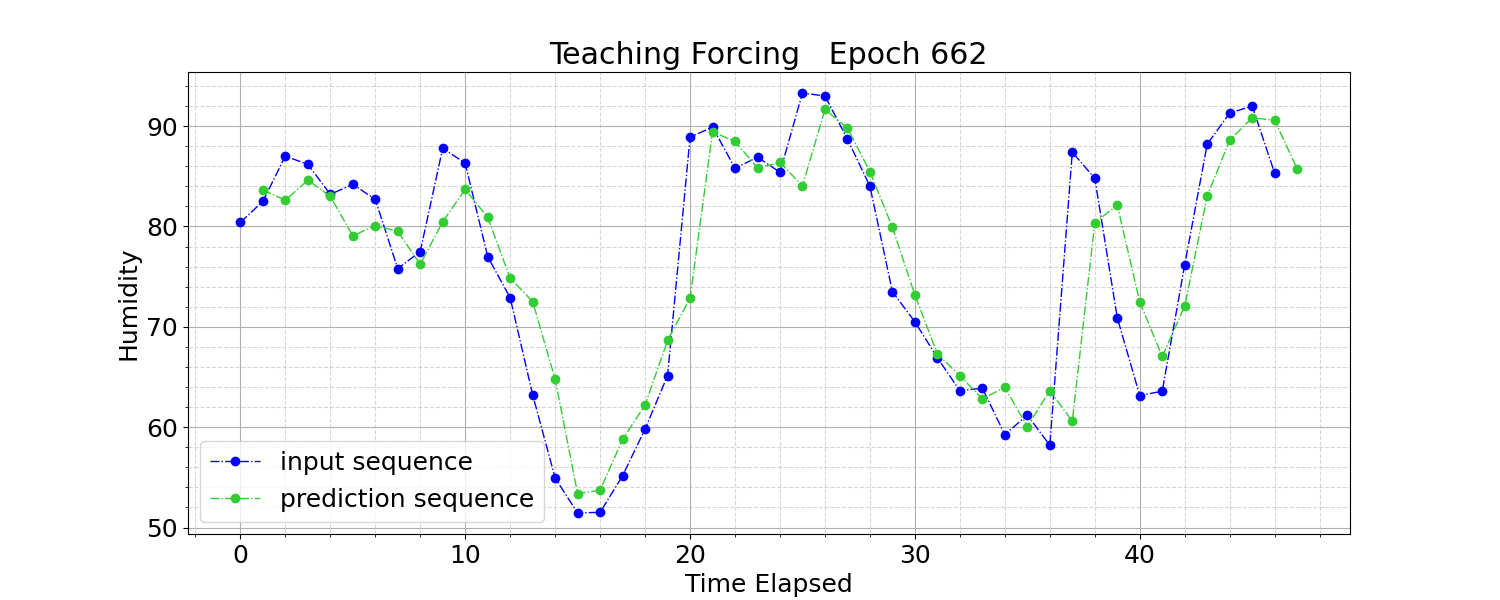 Teaching Forcing   Epoch 662
Humidity
90
80
70
60
50
input sequence
prediction sequence
0 10 20 30 40
Time Elapsed